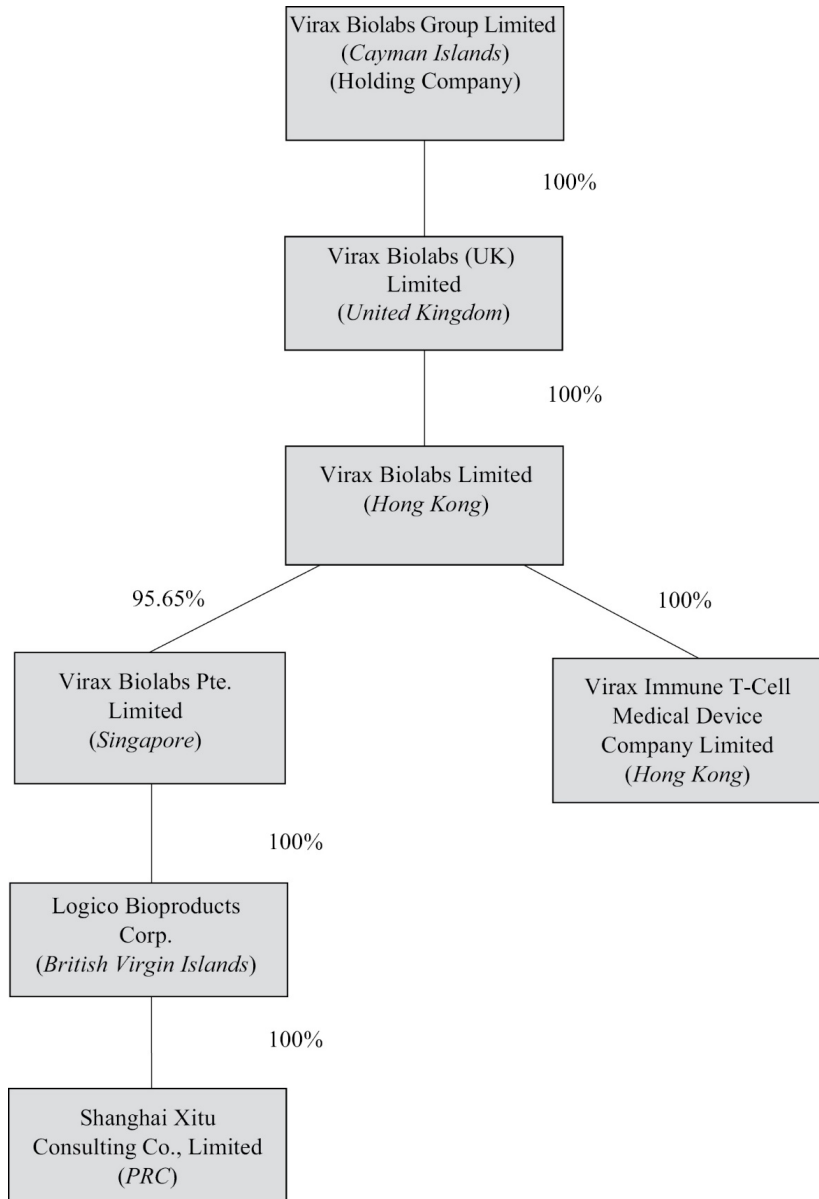 Virax Biolabs Group Limited
(Cayman Islands)
(Holding Company)
100%
Virax Biolabs (UK)
Limited
(United Kingdom)
100%
Virax Biolabs Limited
(Hong Kong)
95.65%
100%
Virax Biolabs Pte.
Limited
(Singapore)
Virax Immune T-Cell
Medical Device
Company Limited
(Hong Kong)
100%
Logico Bioproducts
Corp.
(British Virgin Islands)
100%
Shanghai Xitu
Consulting Co., Limited
(PRC)